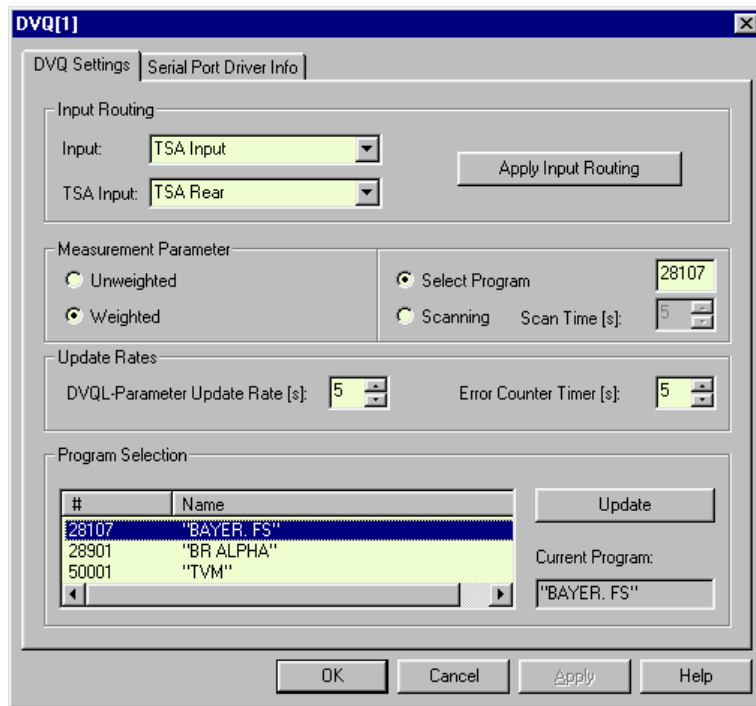 DVQ[1]
DVQ Settings Serial Port Driver Info
Input Routing
Input: TSA Input
Apply Input Routing
TSA Input: TSA Rear
Measurement Parameter
Unweighted Select Program 28107
Weighted Scanning Scan Time [s]: 5
Update Rates
DVQL-Parameter Update Rate [s]: 5 Error Counter Timer [s]: 5
Program Selection
# Name
Update
28107 "BAYER. FS"
28901 "BR ALPHA"
Current Program:
50001 "TVM"
"BAYER. FS"
OK Cancel Apply Help